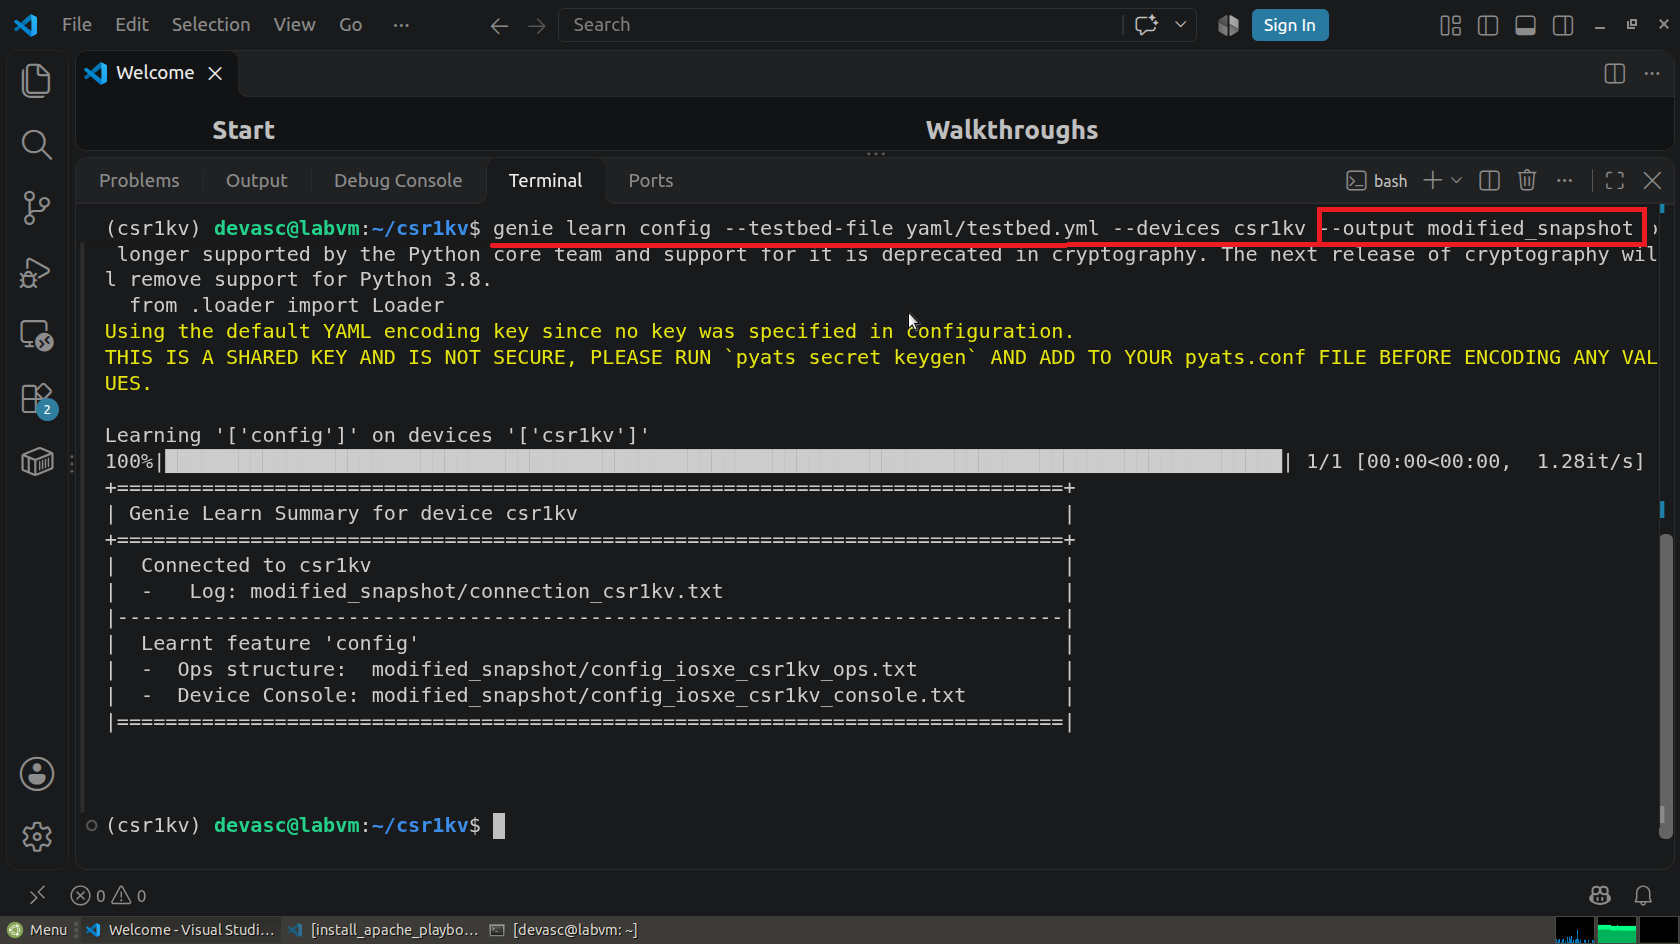 File Edit Selection View Go ··· Search Sign In
Welcome
Start Walkthroughs
Problems Output Debug Console Terminal Ports bash
(csr1kv) devasc@labvm:~/csr1kv$ genie learn config --testbed-file yaml/testbed.yml --devices csr1kv --output modified_snapshot
longer supported by the Python core team and support for it is deprecated in cryptography. The next release of cryptography wil
l remove support for Python 3.8.
from .loader import Loader
Using the default YAML encoding key since no key was specified in configuration.
THIS IS A SHARED KEY AND IS NOT SECURE, PLEASE RUN `pyats secret keygen` AND ADD TO YOUR pyats.conf FILE BEFORE ENCODING ANY VAL
UES.
Learning '['config']' on devices '['csr1kv']'
100%| | 1/1 [00:00<00:00, 1.28it/s]
+==============================================================================+
| Genie Learn Summary for device csr1kv |
+==============================================================================+
| Connected to csr1kv |
| - Log: modified_snapshot/connection_csr1kv.txt |
|------------------------------------------------------------------------------|
| Learnt feature 'config' |
| - Ops structure: modified_snapshot/config_iosxe_csr1kv_ops.txt |
| - Device Console: modified_snapshot/config_iosxe_csr1kv_console.txt |
|==============================================================================|
(csr1kv) devasc@labvm:~/csr1kv$
2
0 0
Menu Welcome - Visual Studi... [install_apache_playbo... [devasc@labvm: ~]